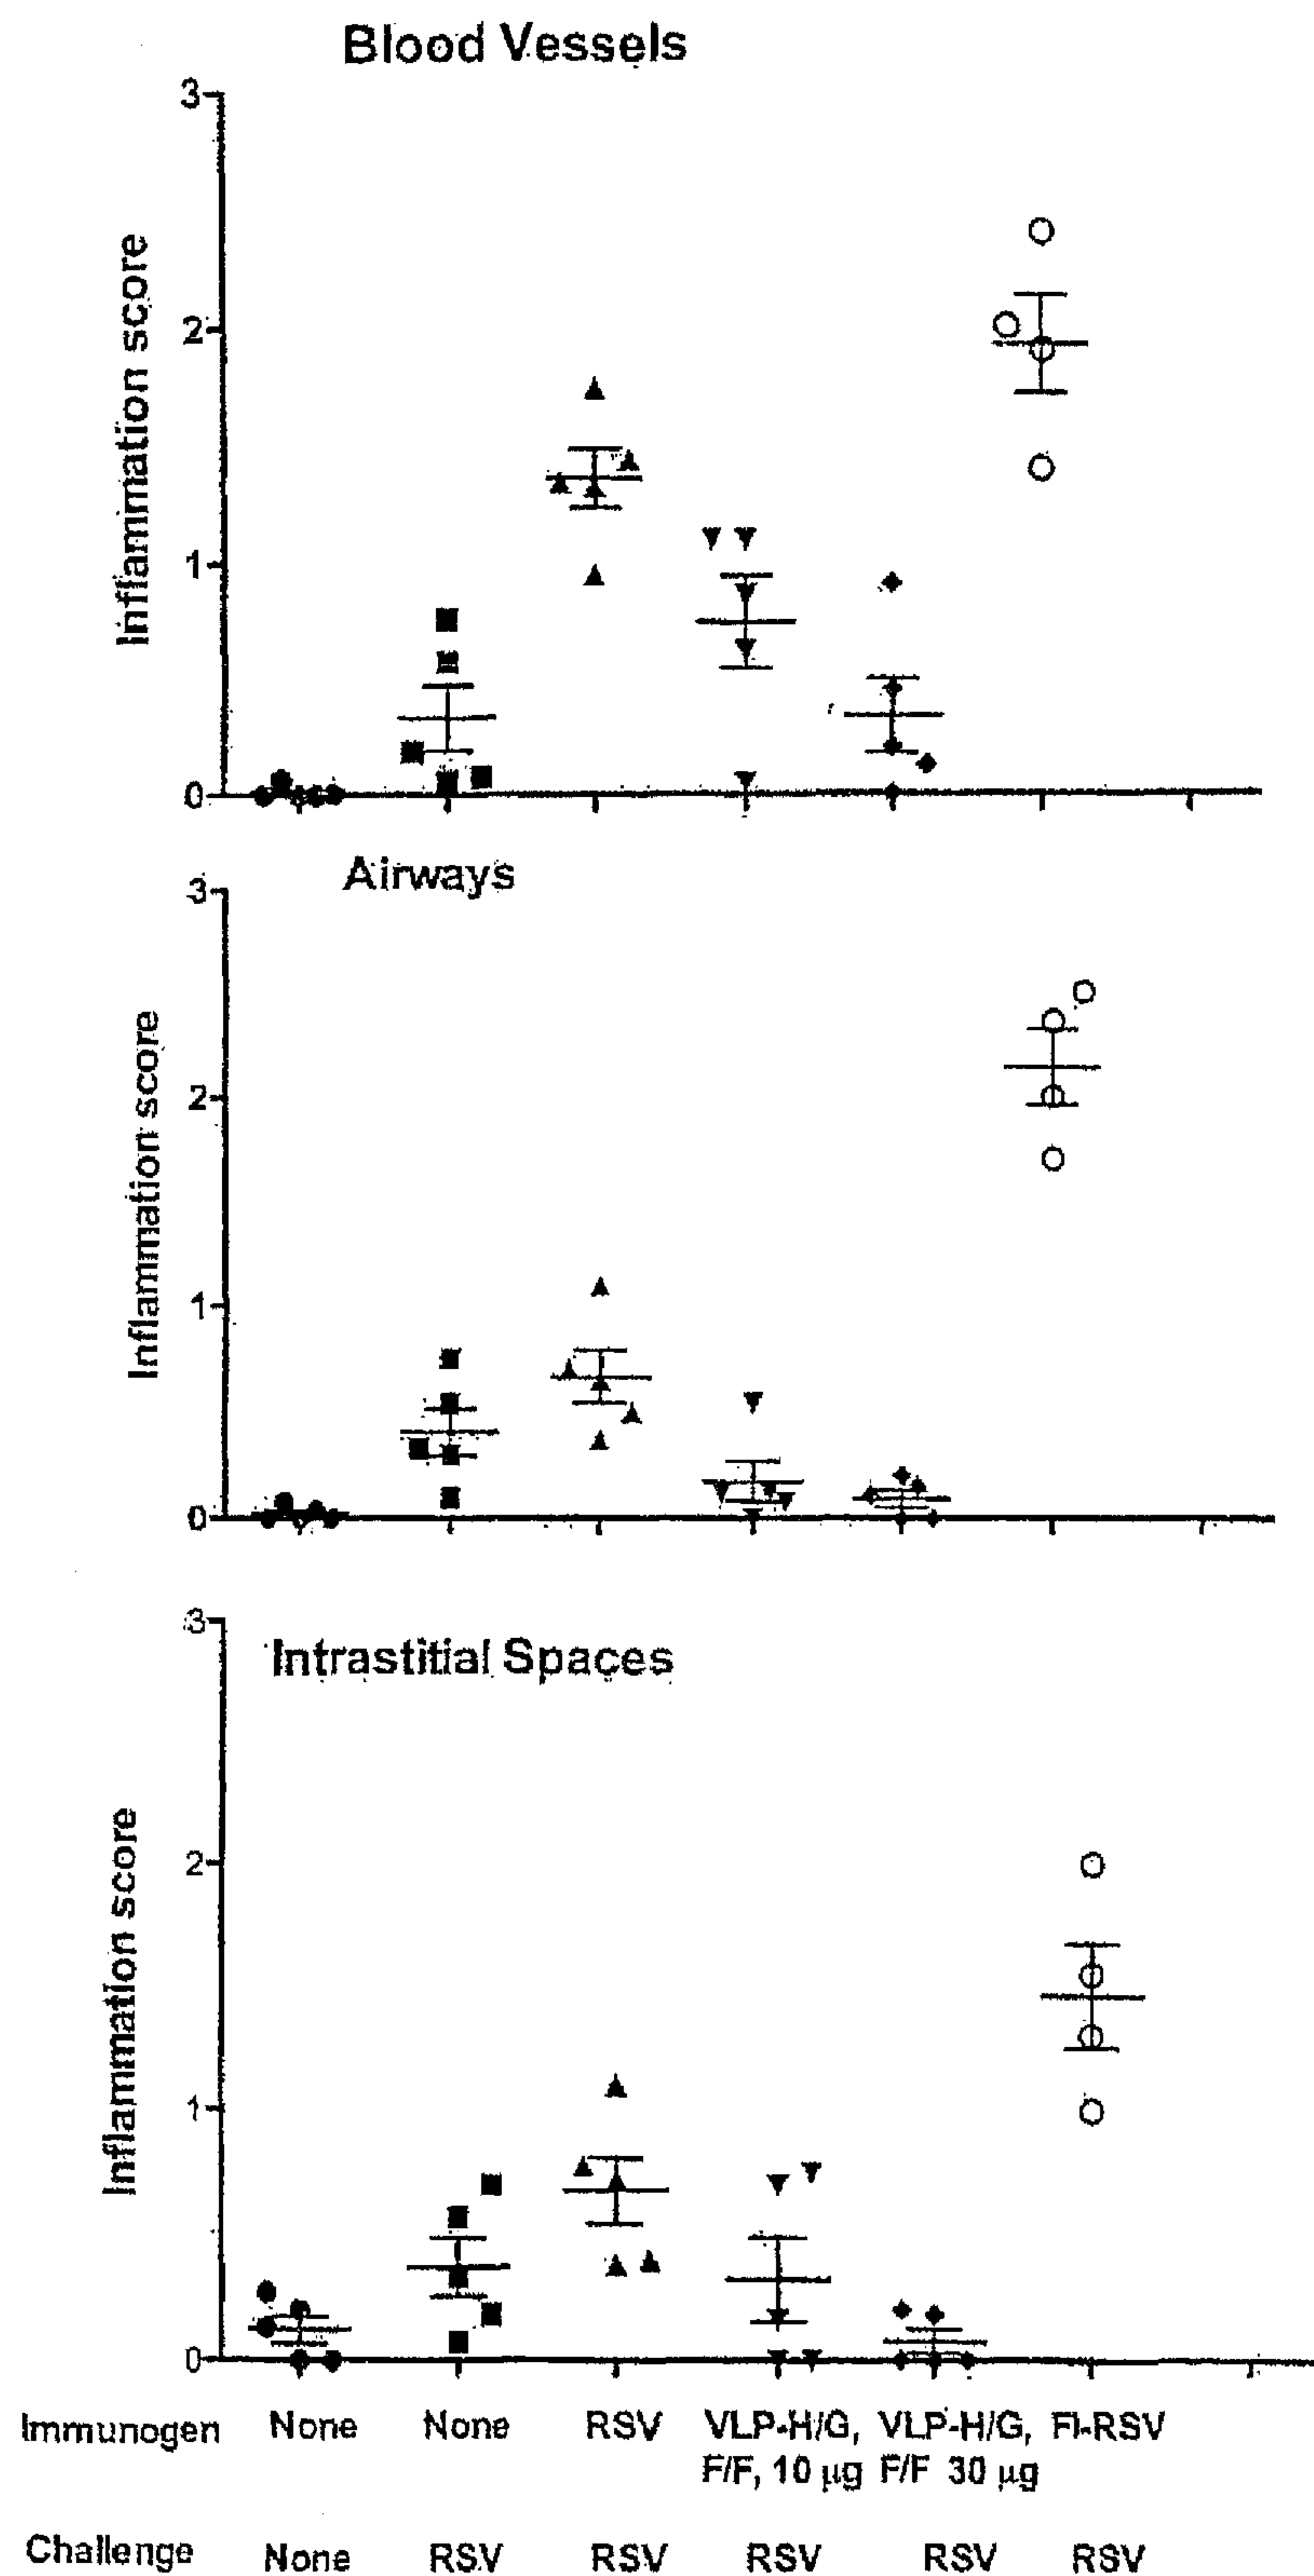 Blood Vessels
3
2
1
0
Inflammation score
Airways
3
2
1
0
Inflammation score
Intrastitial Spaces
3
2
1
0
Inflammation score
Immunogen None None RSV VLP-H/G, VLP-H/G, FI-RSV
F/F, 10 μg F/F 30 μg
Challenge None RSV RSV RSV RSV RSV